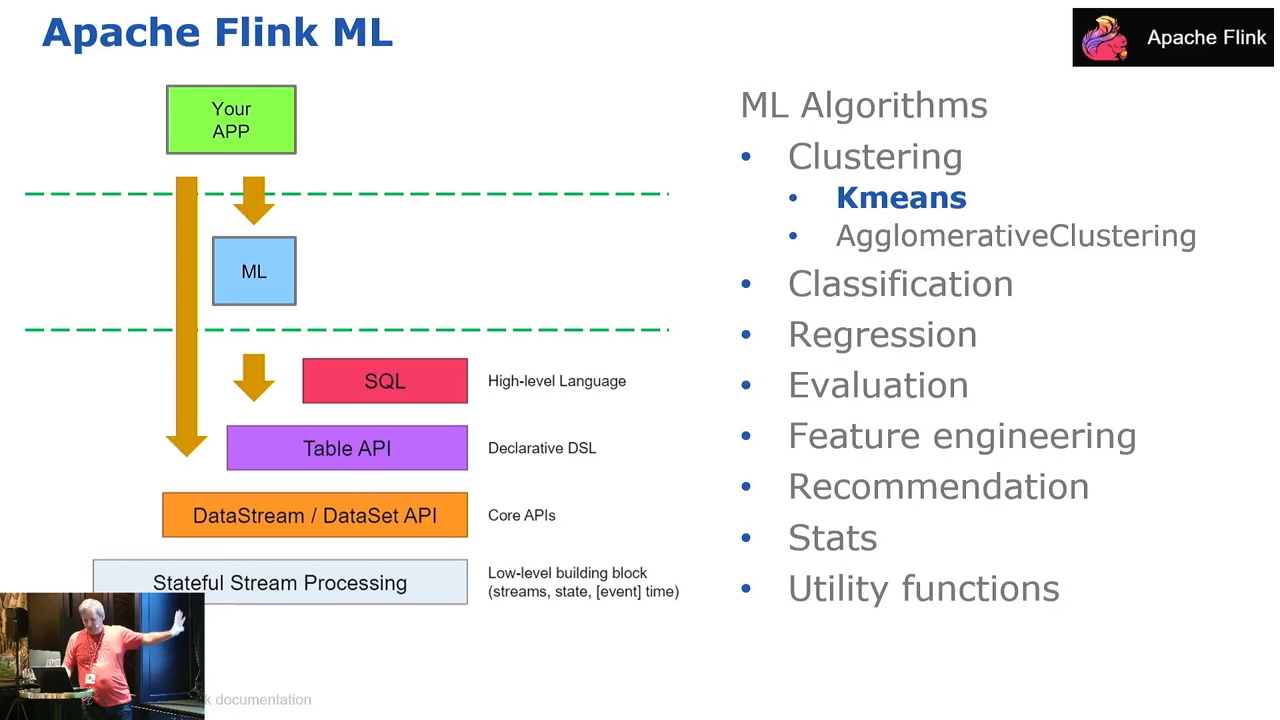 Apache Flink ML
Apache Flink
Your
APP
ML
SQL
High-level Language
Table API
Declarative DSL
DataStream / DataSet API
Core APIs
Stateful Stream Processing
Low-level building block
(streams, state, [event] time)
documentation
ML Algorithms
• Clustering
• Kmeans
• AgglomerativeClustering
• Classification
• Regression
• Evaluation
• Feature engineering
• Recommendation
• Stats
• Utility functions